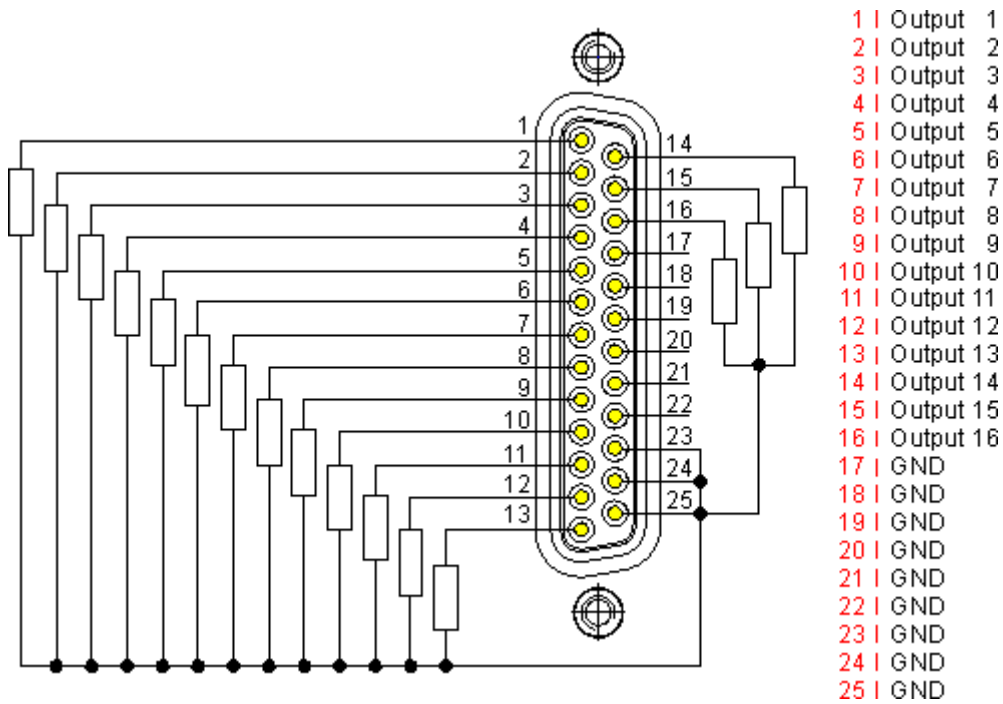 1
2
3
4
5
6
7
8
9
10
11
12
13
14
15
16
17
18
19
20
21
22
23
24
25
1 | Output 1
2 | Output 2
3 | Output 3
4 | Output 4
5 | Output 5
6 | Output 6
7 | Output 7
8 | Output 8
9 | Output 9
10 | Output 10
11 | Output 11
12 | Output 12
13 | Output 13
14 | Output 14
15 | Output 15
16 | Output 16
17 | GND
18 | GND
19 | GND
20 | GND
21 | GND
22 | GND
23 | GND
24 | GND
25 | GND